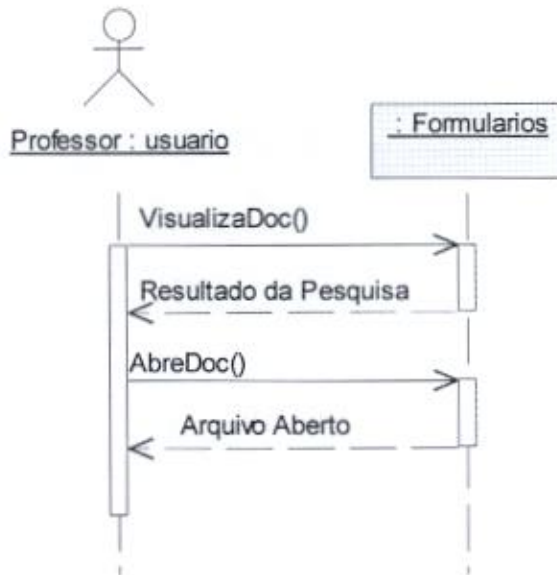 Professor : usuario
: Formularios
VisualizaDoc()
Resultado da Pesquisa
AbreDoc()
Arquivo Aberto